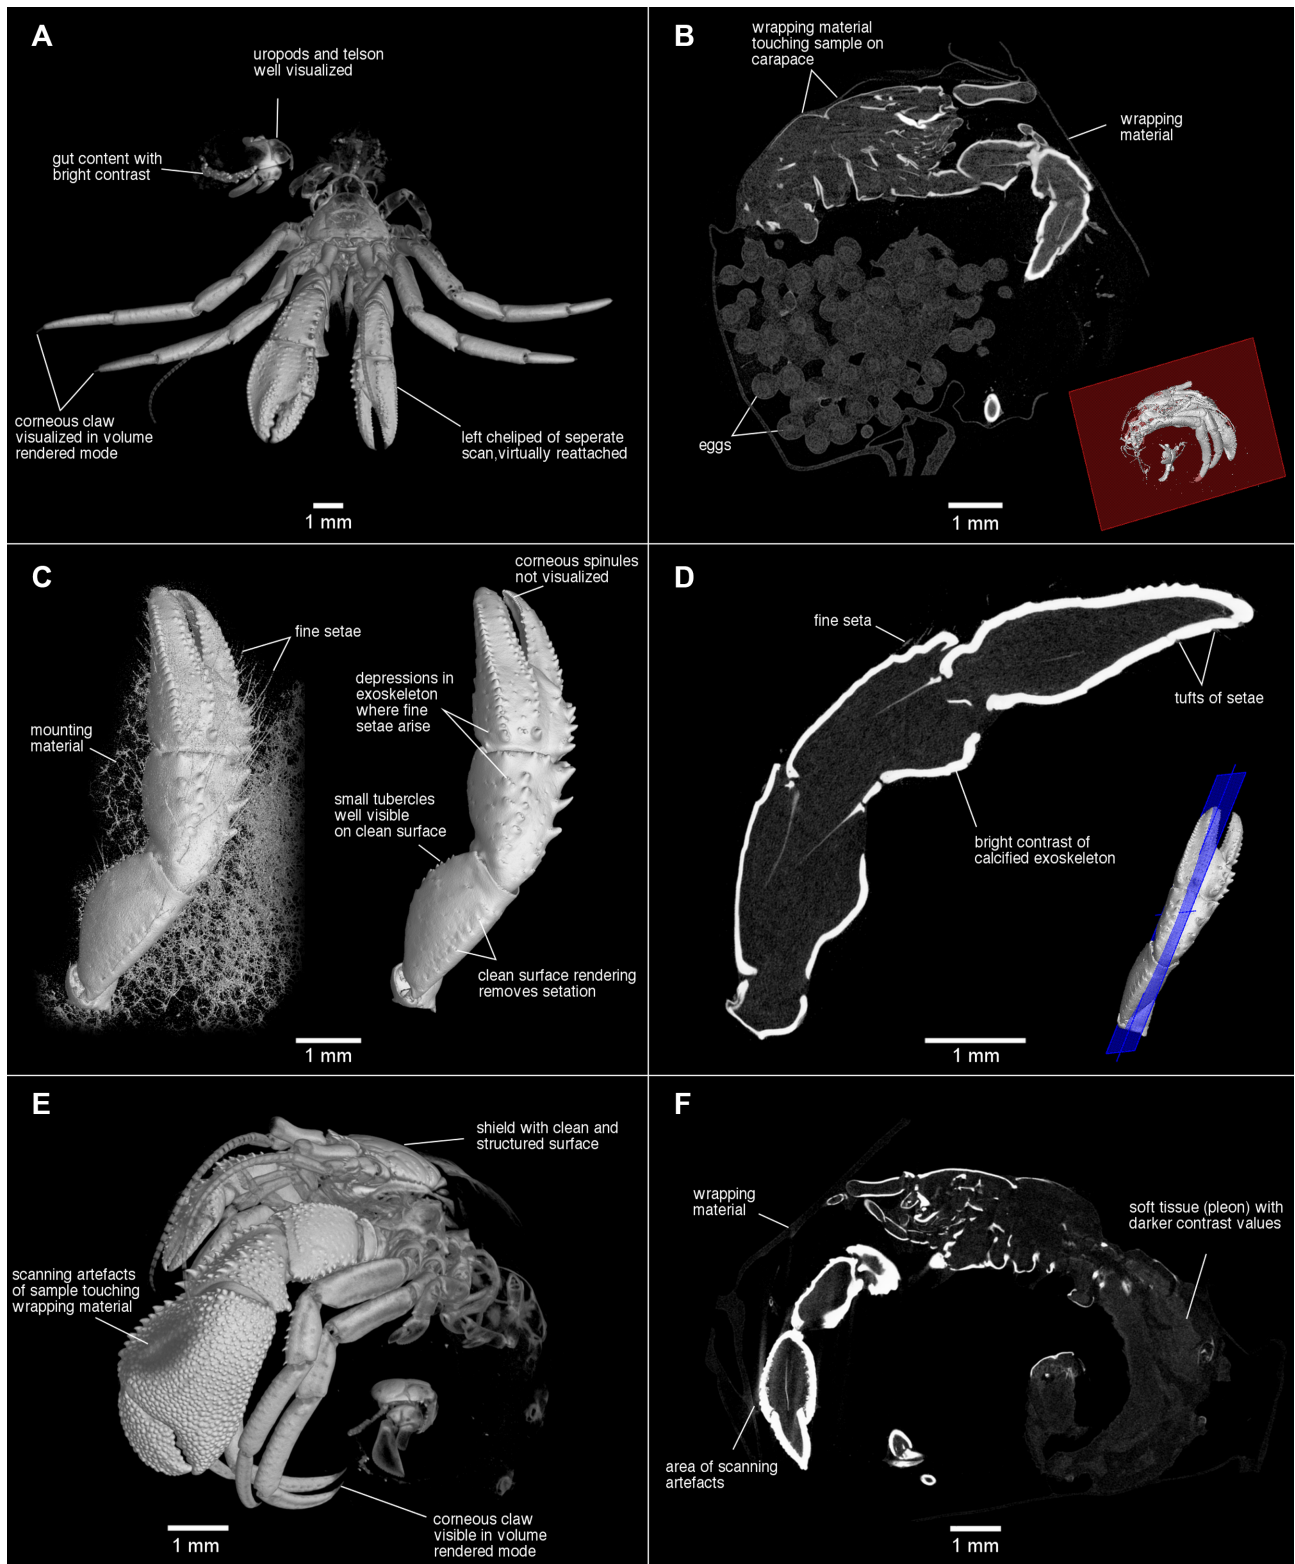 A
uropods and telson
well visualized
gut content with
bright contrast
corneous claw
visualized in volume
rendered mode
left cheliped of seperate
scan,virtually reattached
1 mm
B
wrapping material
touching sample on
carapace
wrapping
material
eggs
1 mm
C
corneous spinules
not visualized
fine setae
depressions in
exoskeleton
where fine
setae arise
mounting
material
small tubercles
well visible
on clean surface
clean surface rendering
removes setation
1 mm
D
fine seta
tufts of setae
bright contrast of
calcified exoskeleton
1 mm
E
shield with clean and
structured surface
scanning artefacts
of sample touching
wrapping material
corneous claw
visible in volume
rendered mode
1 mm
F
wrapping
material
soft tissue (pleon) with
darker contrast values
area of scanning
artefacts
1 mm